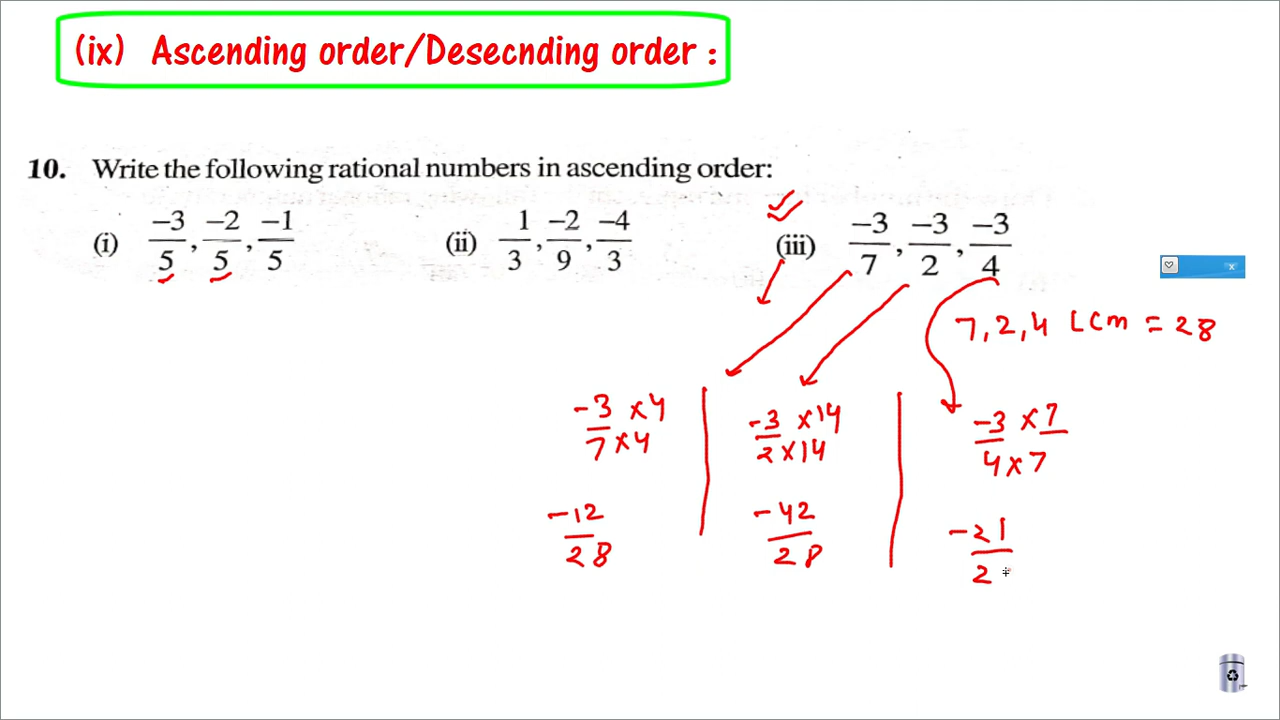 (ix) Ascending order/Desecnding order :
10. Write the following rational numbers in ascending order:
(i) -3/5, -2/5, -1/5 (ii) 1/3, -2/9, -4/3 (iii) -3/7, -3/2, -3/4
7, 2, 4 LCM = 28
-3 ×4 / 7 ×4 | -3 ×14 / 2 ×14 | -3 ×7 / 4 ×7
-12/28 | -42/28 | -21/2